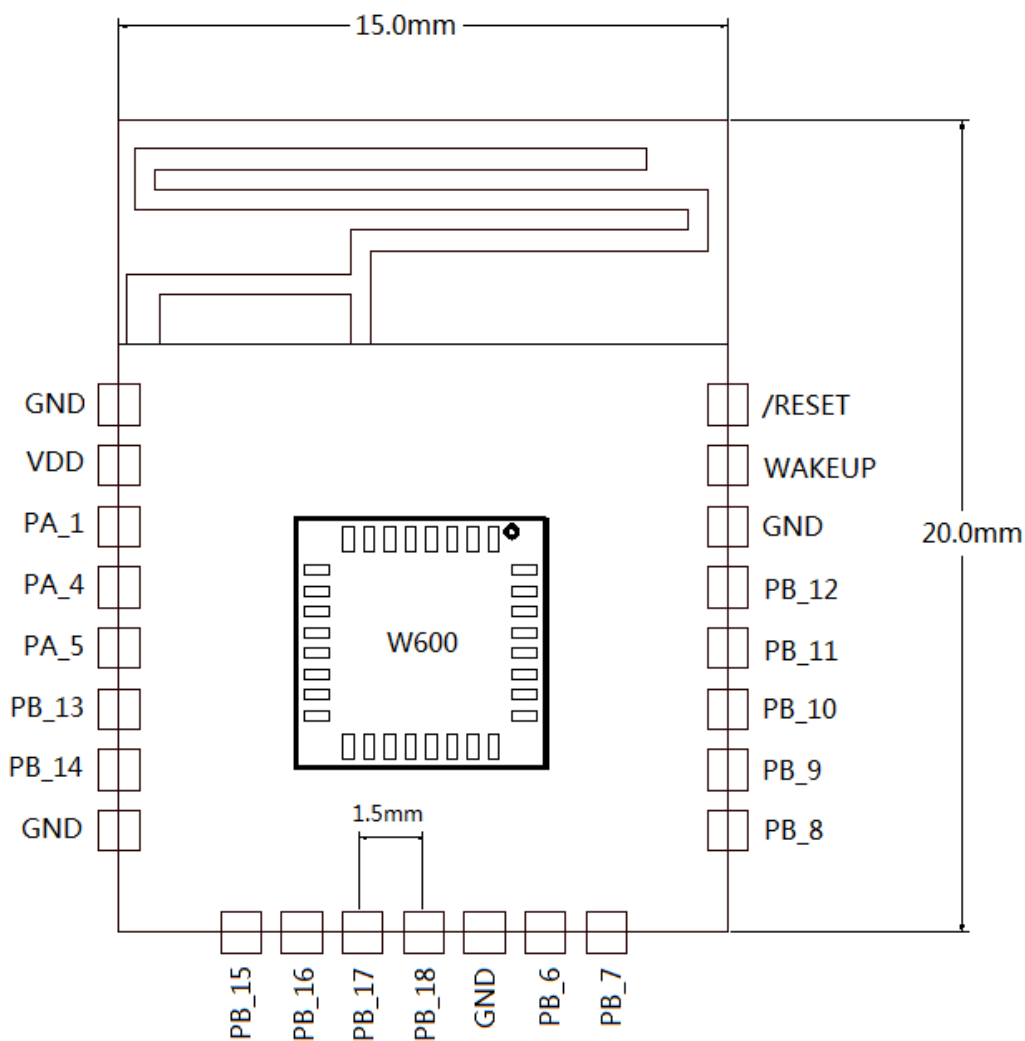 15.0mm
GND
VDD
PA_1
PA_4
PA_5
PB_13
PB_14
GND
/RESET
WAKEUP
GND
PB_12
PB_11
PB_10
PB_9
PB_8
20.0mm
W600
1.5mm
PB_15
PB_16
PB_17
PB_18
GND
PB_6
PB_7